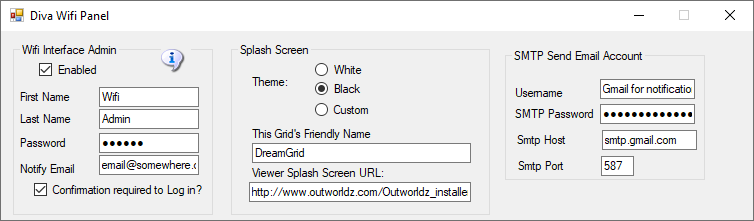 Diva Wifi Panel
Wifi Interface Admin
Enabled
First Name Wifi
Last Name Admin
Password ●●●●●●
Notify Email email@somewhere.c
Confirmation required to Log in?
Splash Screen
Theme:
White
Black
Custom
This Grid's Friendly Name
DreamGrid
Viewer Splash Screen URL:
http://www.outworldz.com/Outworldz_installe
SMTP Send Email Account
Username Gmail for notificatio
SMTP Password ●●●●●●●●●●●●●
Smtp Host smtp.gmail.com
Smtp Port 587